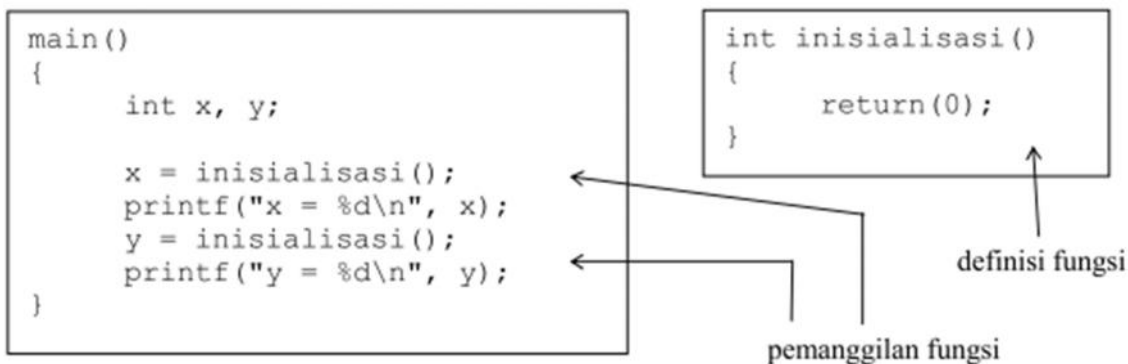 main()
{
int x, y;
x = inisialisasi();
printf("x = %d\n", x);
y = inisialisasi();
printf("y = %d\n", y);
}
int inisialisasi()
{
return(0);
}
definisi fungsi
pemanggilan fungsi